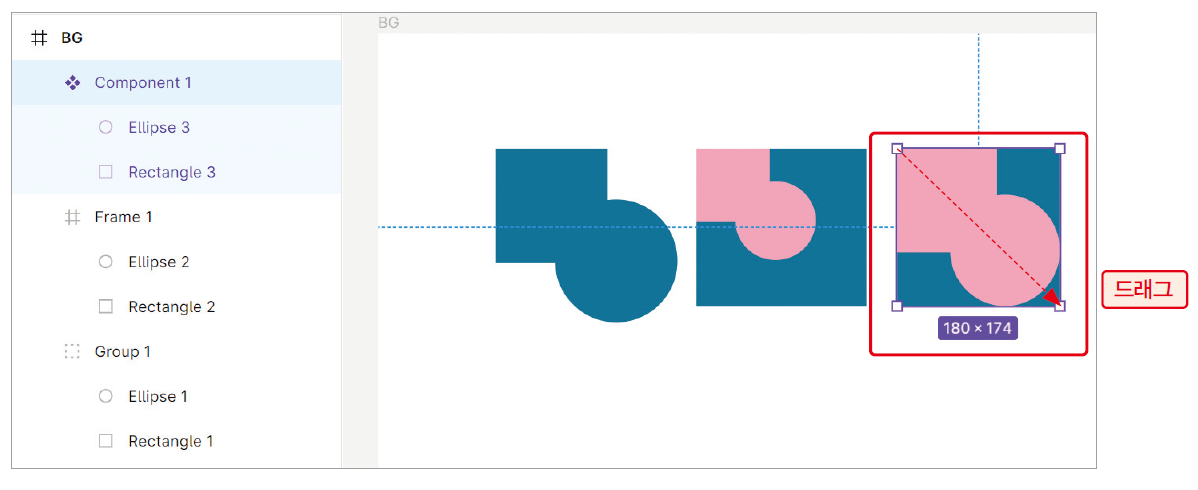 BG
Component 1
Ellipse 3
Rectangle 3
Frame 1
Ellipse 2
Rectangle 2
Group 1
Ellipse 1
Rectangle 1
BG
180 × 174
드래그